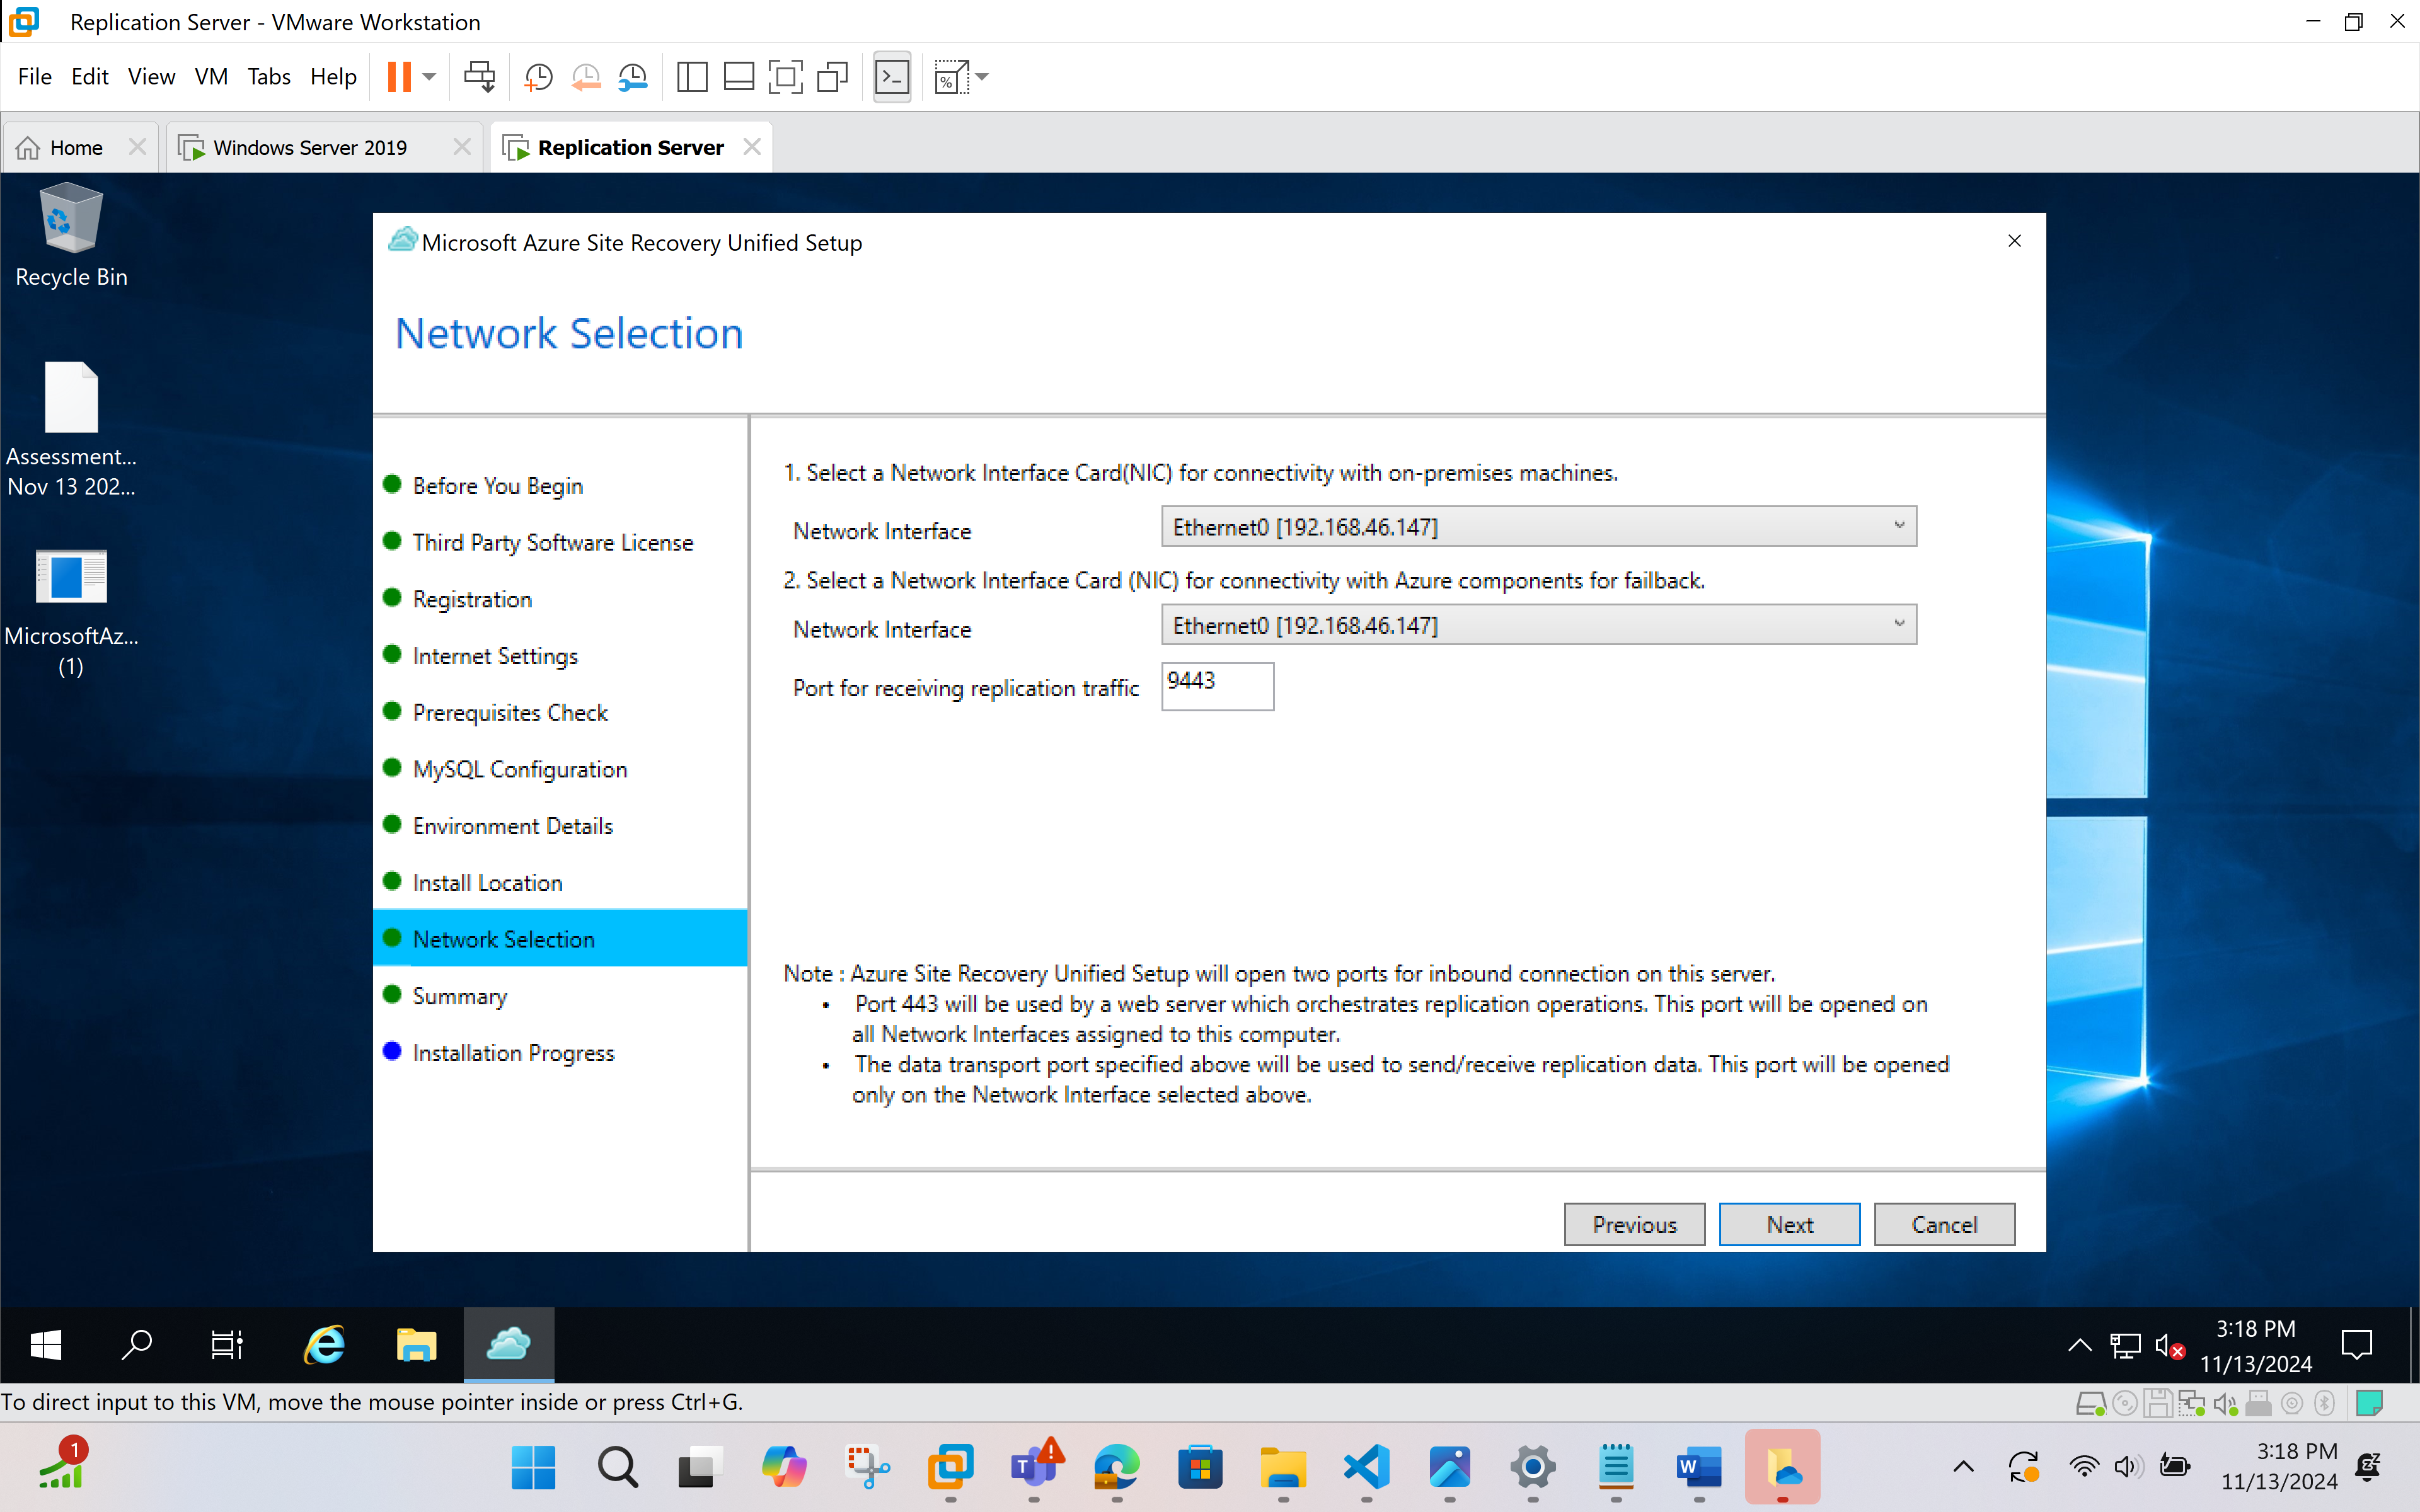 Replication Server - VMware Workstation
File Edit View VM Tabs Help
Home
Windows Server 2019
Replication Server
Recycle Bin
Assessment...
Nov 13 202...
MicrosoftAz...
(1)
Microsoft Azure Site Recovery Unified Setup
Network Selection
Before You Begin
Third Party Software License
Registration
Internet Settings
Prerequisites Check
MySQL Configuration
Environment Details
Install Location
Network Selection
Summary
Installation Progress
1. Select a Network Interface Card(NIC) for connectivity with on-premises machines.
Network Interface
Ethernet0 [192.168.46.147]
2. Select a Network Interface Card (NIC) for connectivity with Azure components for failback.
Network Interface
Ethernet0 [192.168.46.147]
Port for receiving replication traffic
9443
Note : Azure Site Recovery Unified Setup will open two ports for inbound connection on this server.
• Port 443 will be used by a web server which orchestrates replication operations. This port will be opened on
all Network Interfaces assigned to this computer.
• The data transport port specified above will be used to send/receive replication data. This port will be opened
only on the Network Interface selected above.
Previous
Next
Cancel
3:18 PM
11/13/2024
To direct input to this VM, move the mouse pointer inside or press Ctrl+G.
1
3:18 PM
11/13/2024